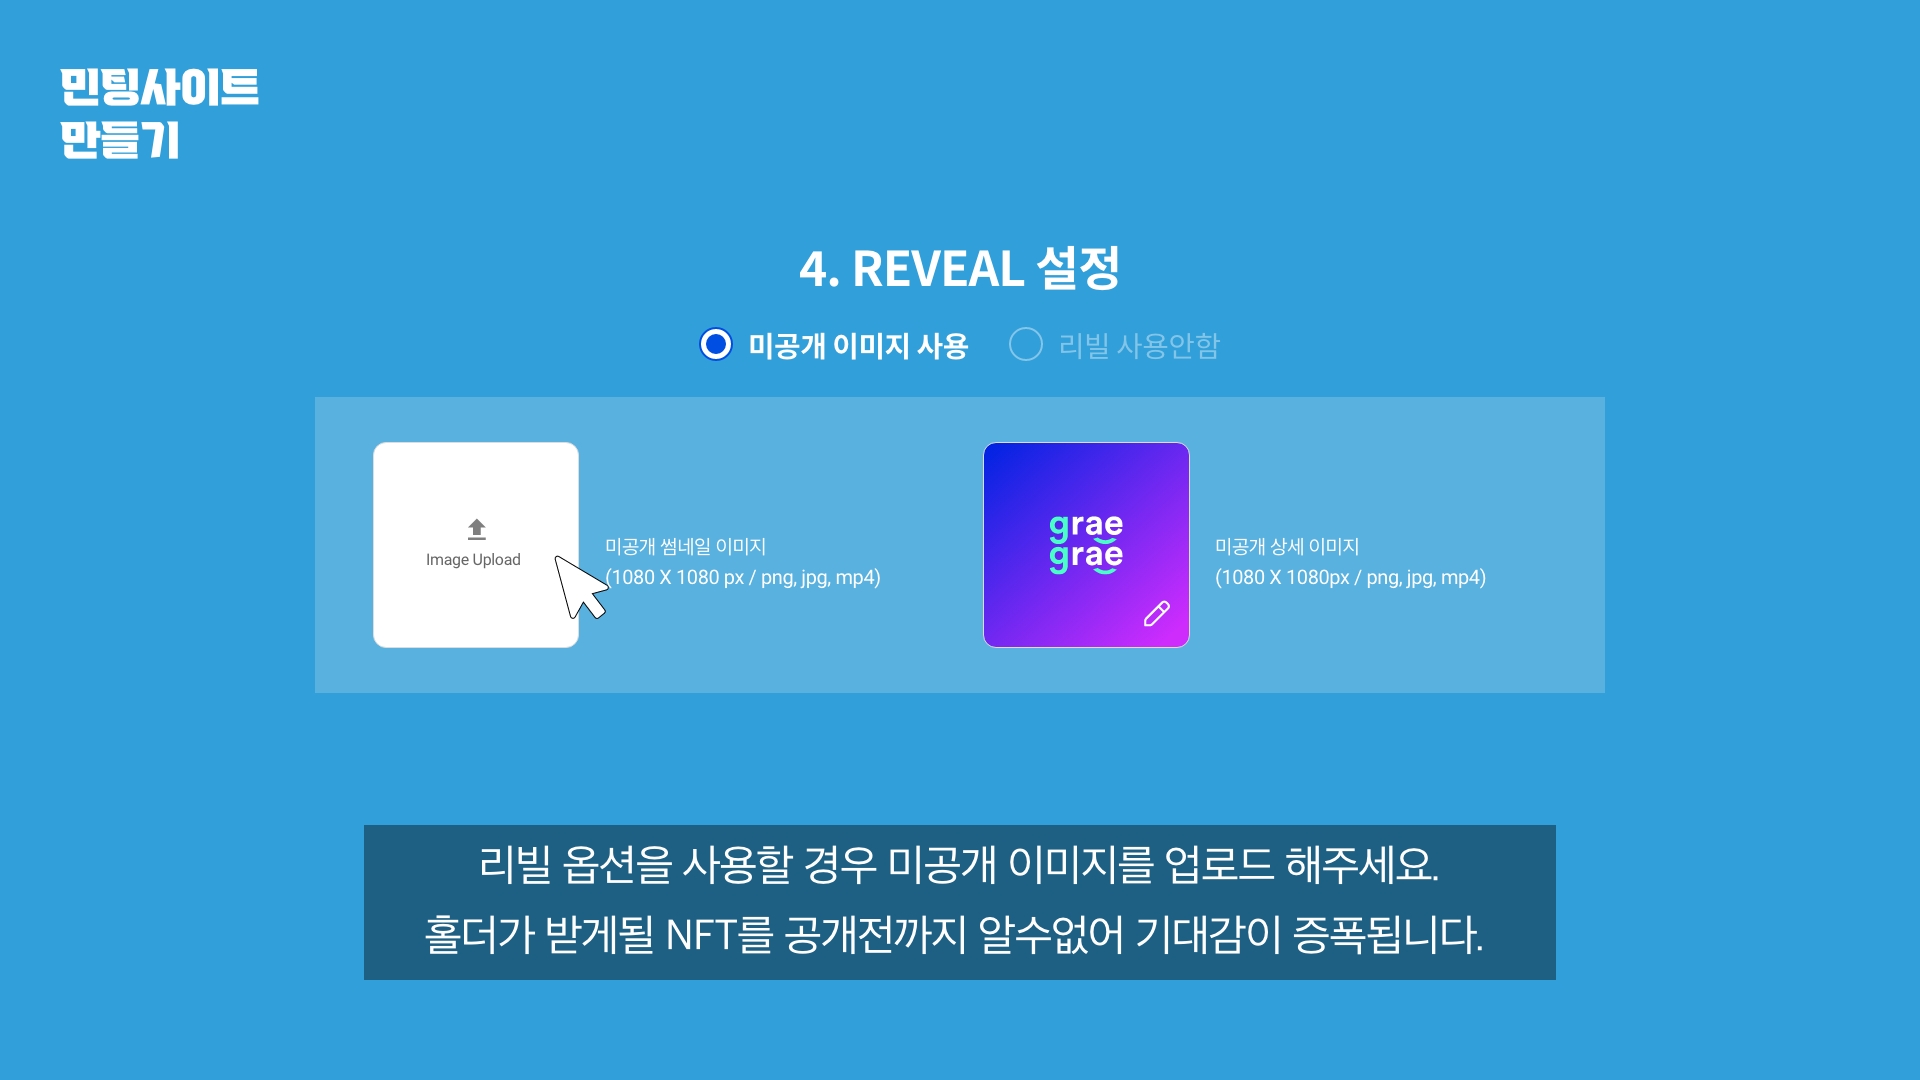 민팅사이트
만들기
4. REVEAL 설정
미공개 이미지 사용
리빌 사용안함
Image Upload
미공개 썸네일 이미지
(1080 X 1080 px / png, jpg, mp4)
grae
grae
미공개 상세 이미지
(1080 X 1080px / png, jpg, mp4)
리빌 옵션을 사용할 경우 미공개 이미지를 업로드 해주세요.
홀더가 받게될 NFT를 공개전까지 알수없어 기대감이 증폭됩니다.